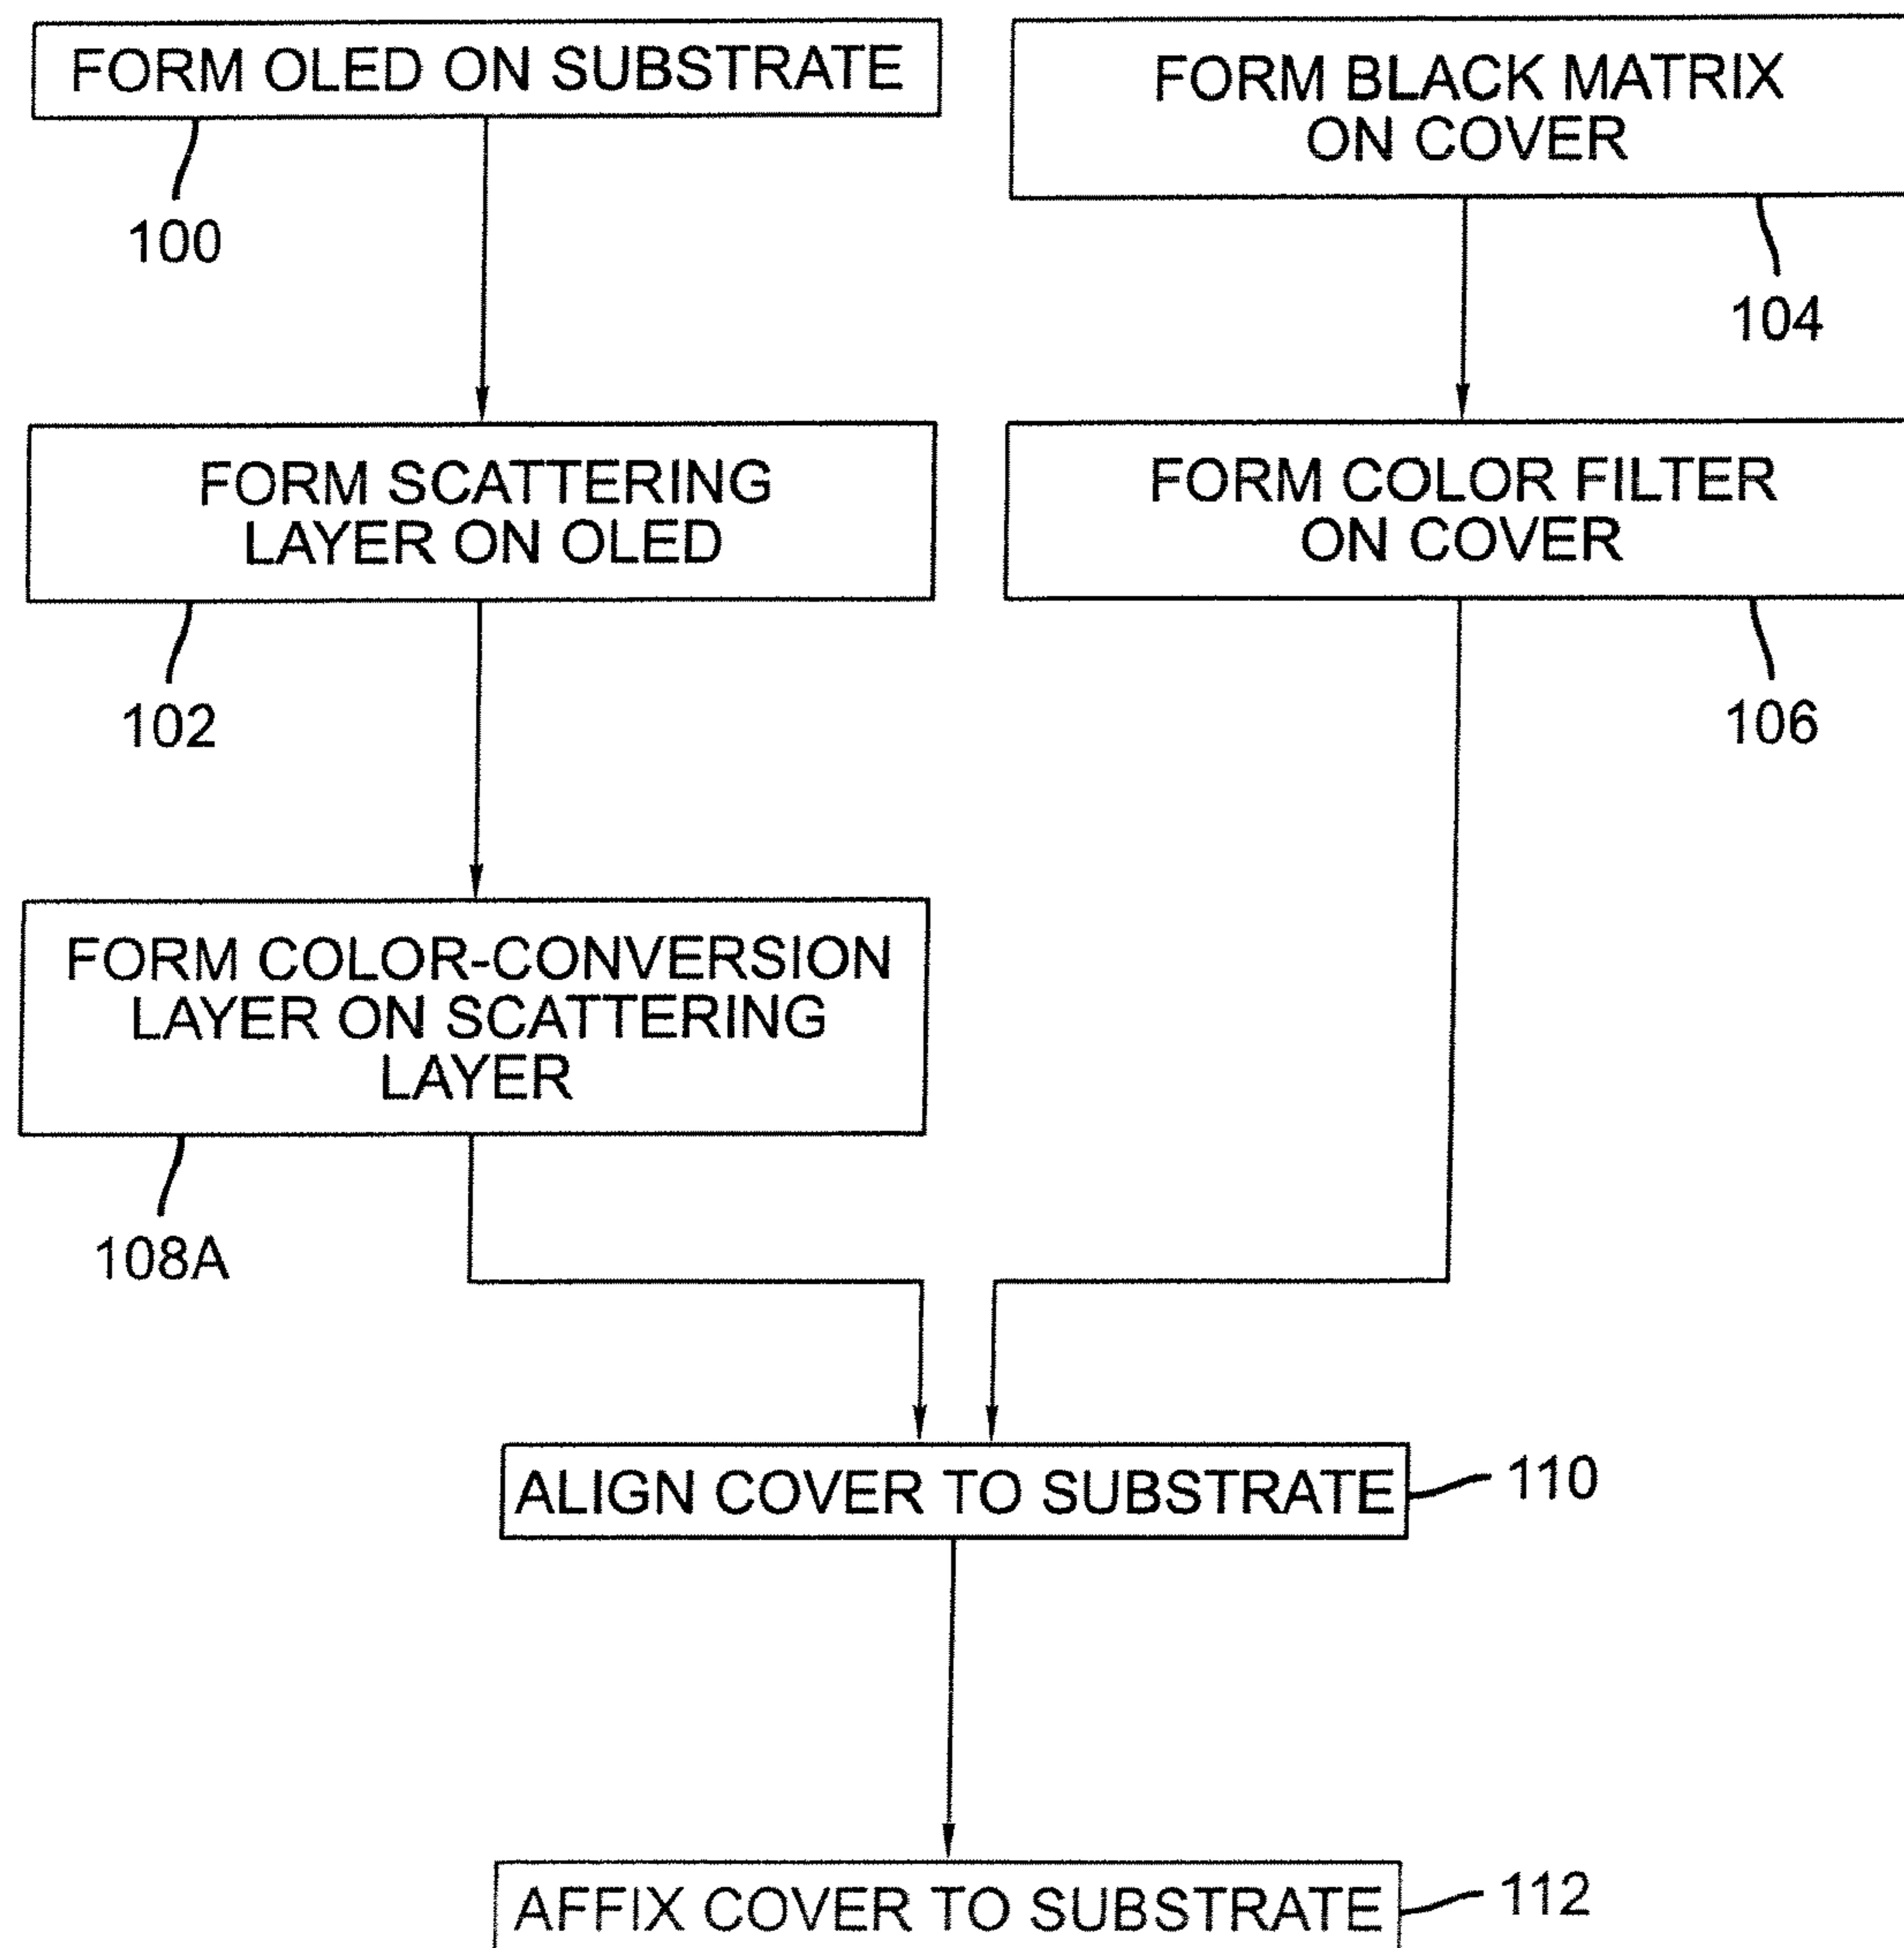 FORM OLED ON SUBSTRATE
100
FORM SCATTERING
LAYER ON OLED
102
FORM COLOR-CONVERSION
LAYER ON SCATTERING
LAYER
108A
FORM BLACK MATRIX
ON COVER
104
FORM COLOR FILTER
ON COVER
106
ALIGN COVER TO SUBSTRATE
110
AFFIX COVER TO SUBSTRATE
112